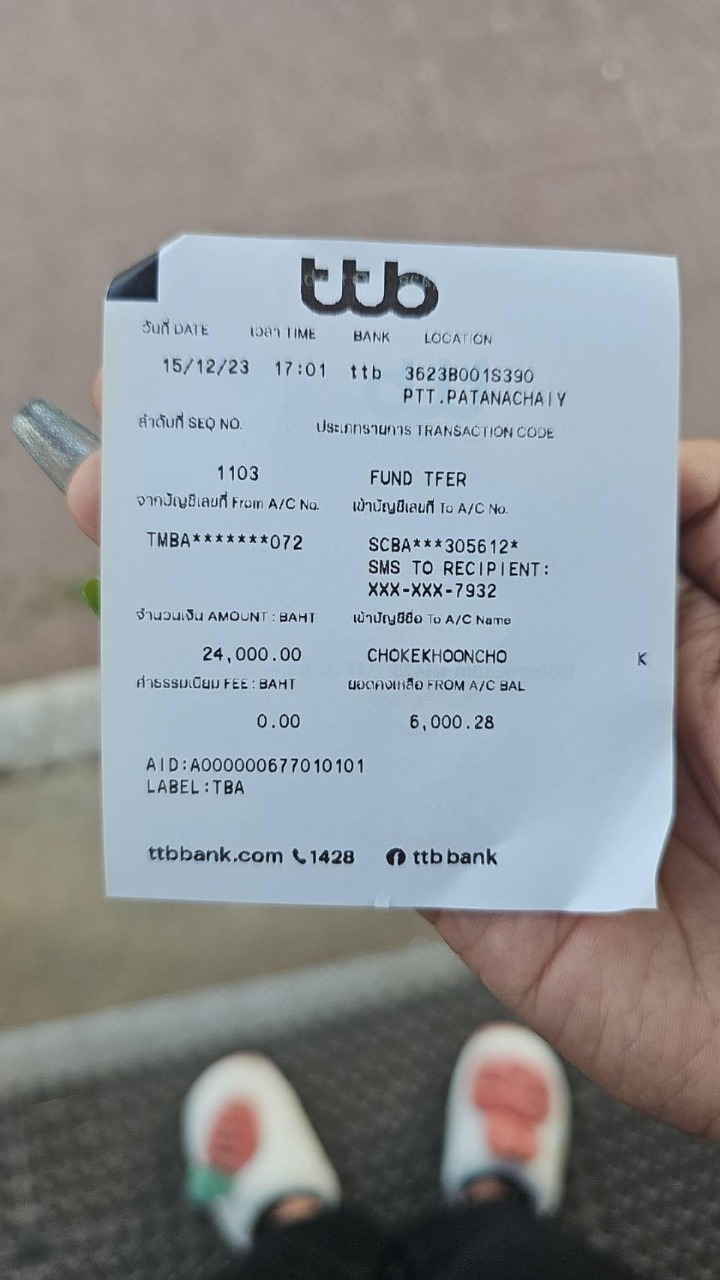 ttb
วันที่ DATE เวลา TIME BANK LOCATION
15/12/23 17:01 ttb 3623B001S390
PTT.PATANACHAIY
ลำดับที่ SEQ NO. ประเภทรายการ TRANSACTION CODE
1103 FUND TFER
จากบัญชีเลขที่ From A/C No. เข้าบัญชีเลขที่ To A/C No.
TMBA*******072 SCBA***305612*
SMS TO RECIPIENT:
XXX-XXX-7932
จำนวนเงิน AMOUNT : BAHT เข้าบัญชีชื่อ To A/C Name
24,000.00 CHOKEKHOONCHO K
ค่าธรรมเนียม FEE : BAHT ยอดคงเหลือ FROM A/C BAL
0.00 6,000.28
AID:A000000677010101
LABEL:TBA
ttbbank.com 1428 ttb bank